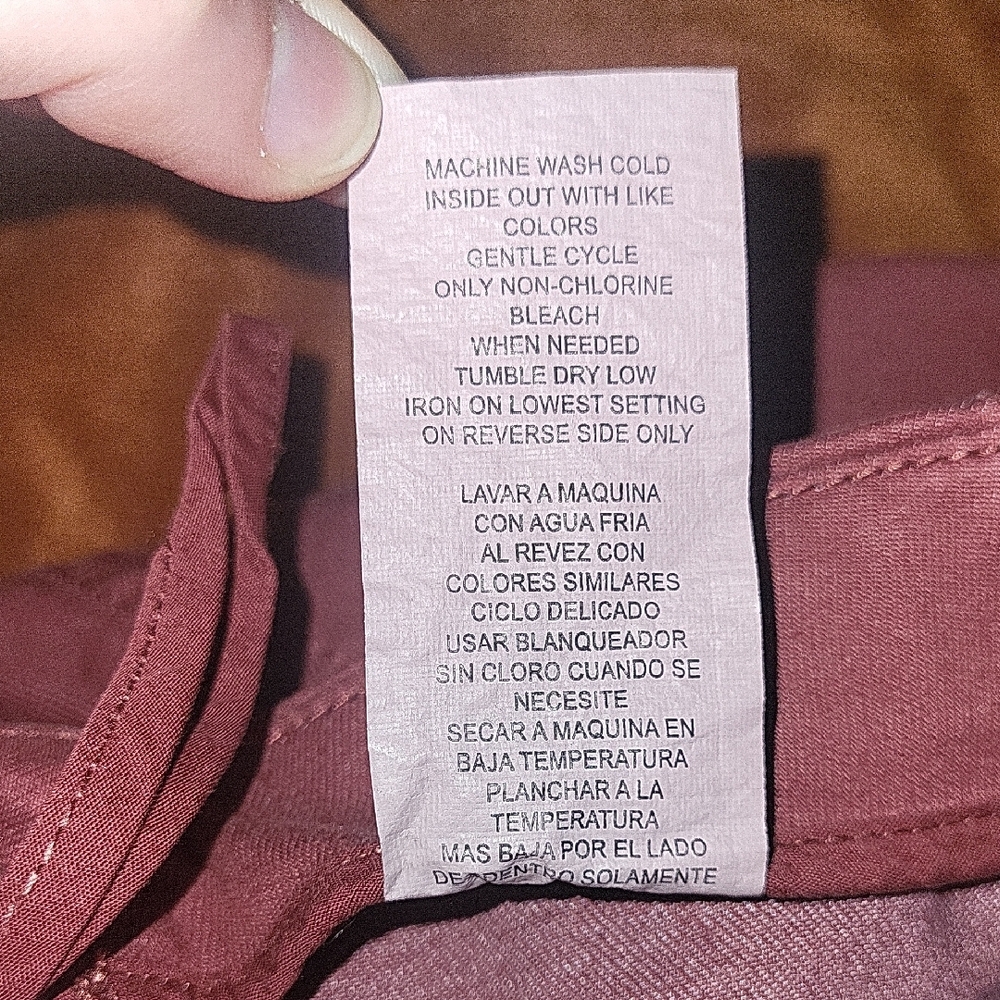 MACHINE WASH COLD
INSIDE OUT WITH LIKE
COLORS
GENTLE CYCLE
ONLY NON-CHLORINE
BLEACH
WHEN NEEDED
TUMBLE DRY LOW
IRON ON LOWEST SETTING
ON REVERSE SIDE ONLY
LAVAR A MAQUINA
CON AGUA FRIA
AL REVEZ CON
COLORES SIMILARES
CICLO DELICADO
USAR BLANQUEADOR
SIN CLORO CUANDO SE
NECESITE
SECAR A MAQUINA EN
BAJA TEMPERATURA
PLANCHAR A LA
TEMPERATURA
MAS BAJA POR EL LADO
DE DENTRO SOLAMENTE